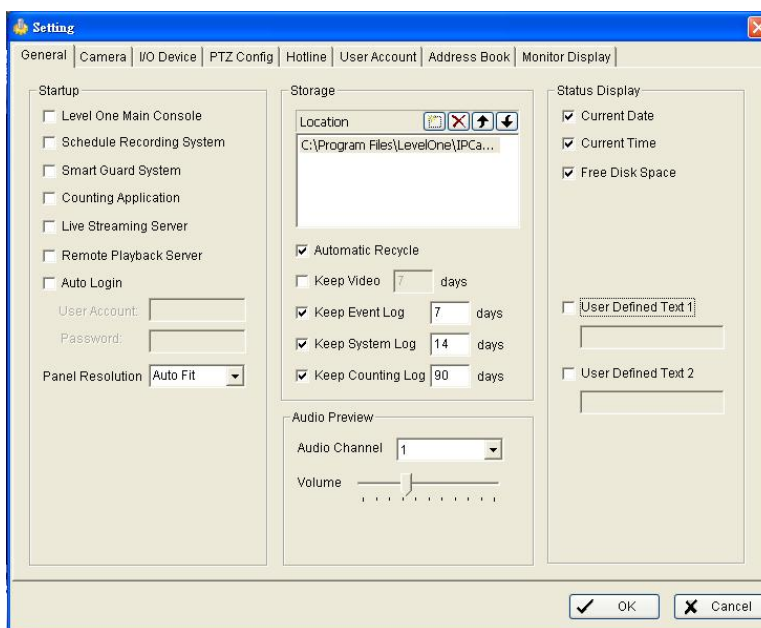 Setting
General Camera I/O Device PTZ Config Hotline User Account Address Book Monitor Display
Startup
Level One Main Console
Schedule Recording System
Smart Guard System
Counting Application
Live Streaming Server
Remote Playback Server
Auto Login
User Account:
Password:
Panel Resolution Auto Fit
Storage
Location
C:\Program Files\LevelOne\IPCa...
Automatic Recycle
Keep Video 7 days
Keep Event Log 7 days
Keep System Log 14 days
Keep Counting Log 90 days
Audio Preview
Audio Channel 1
Volume
Status Display
Current Date
Current Time
Free Disk Space
User Defined Text 1
User Defined Text 2
OK Cancel